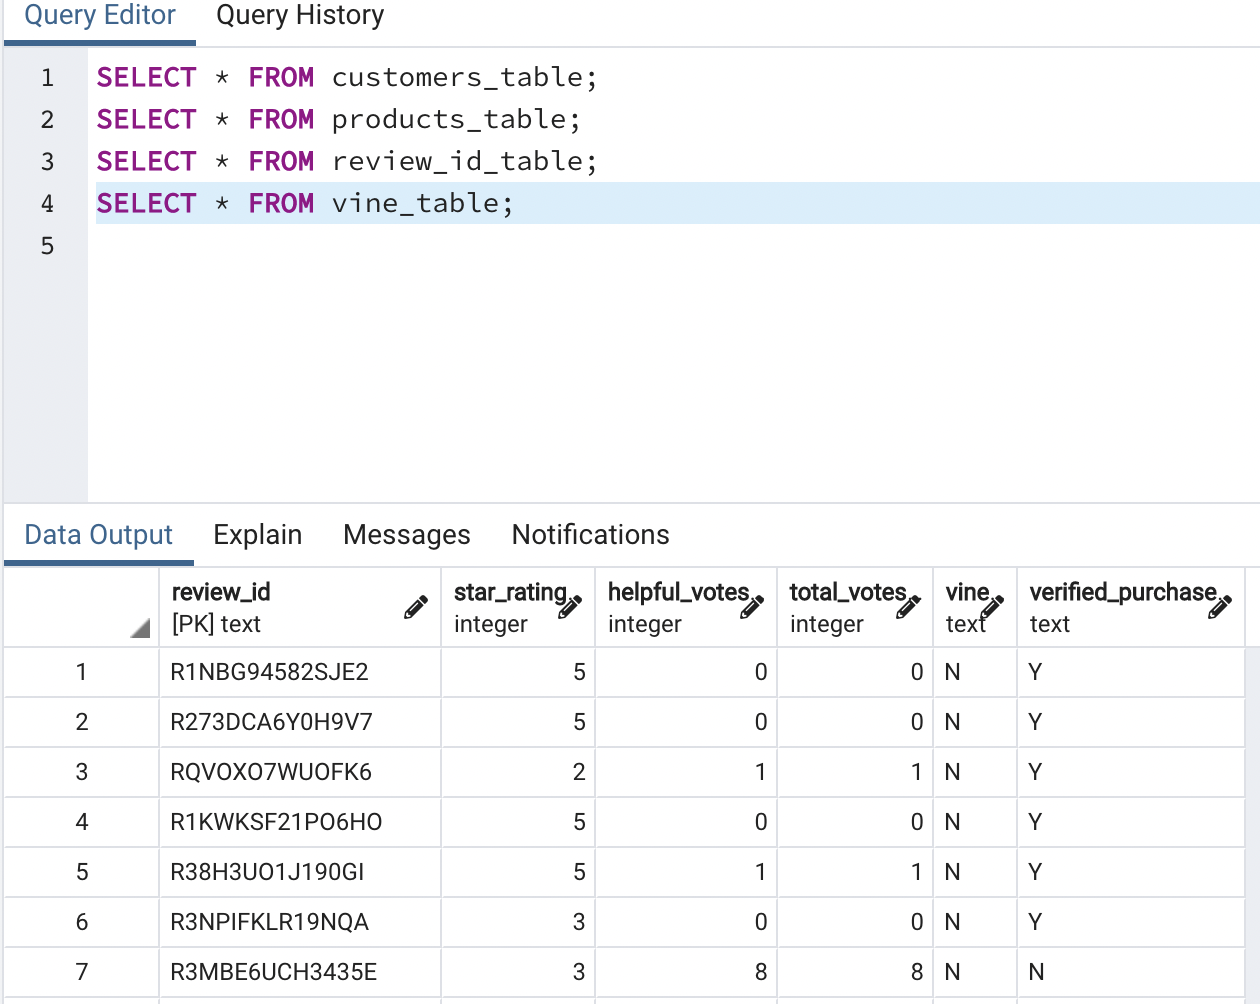 Query Editor Query History
1 SELECT * FROM customers_table;
2 SELECT * FROM products_table;
3 SELECT * FROM review_id_table;
4 SELECT * FROM vine_table;
5
Data Output Explain Messages Notifications
review_id star_rating helpful_votes total_votes vine verified_purchase
[PK] text integer integer integer text text
1 R1NBG94582SJE2 5 0 0 N Y
2 R273DCA6Y0H9V7 5 0 0 N Y
3 RQVOXO7WUOFK6 2 1 1 N Y
4 R1KWKSF21PO6HO 5 0 0 N Y
5 R38H3UO1J190GI 5 1 1 N Y
6 R3NPIFKLR19NQA 3 0 0 N Y
7 R3MBE6UCH3435E 3 8 8 N N